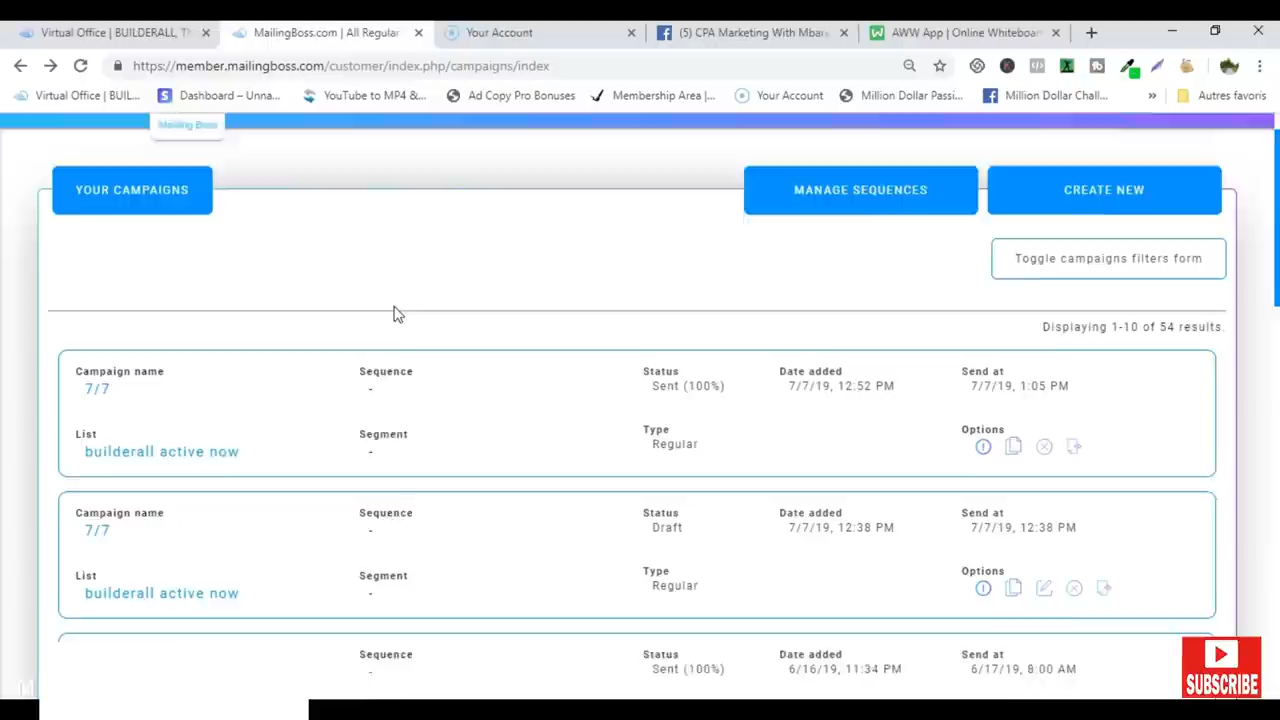 Virtual Office | BUILDERALL, Th
MailingBoss.com | All Regular
Your Account
(5) CPA Marketing With Mbar
AWW App | Online Whiteboar
https://member.mailingboss.com/customer/index.php/campaigns/index
Virtual Office | BUIL...
Dashboard – Unna...
YouTube to MP4 &...
Ad Copy Pro Bonuses
Membership Area |...
Your Account
Million Dollar Passi...
Million Dollar Chall...
»
Autres favoris
Mailing Boss
YOUR CAMPAIGNS
MANAGE SEQUENCES
CREATE NEW
Toggle campaigns filters form
Displaying 1-10 of 54 results.
Campaign name Sequence Status Date added Send at
7/7 - Sent (100%) 7/7/19, 12:52 PM 7/7/19, 1:05 PM
List Segment Type Options
builderall active now - Regular
Campaign name Sequence Status Date added Send at
7/7 - Draft 7/7/19, 12:38 PM 7/7/19, 12:38 PM
List Segment Type Options
builderall active now - Regular
Sequence Status Date added Send at
- Sent (100%) 6/16/19, 11:34 PM 6/17/19, 8:00 AM
SUBSCRIBE